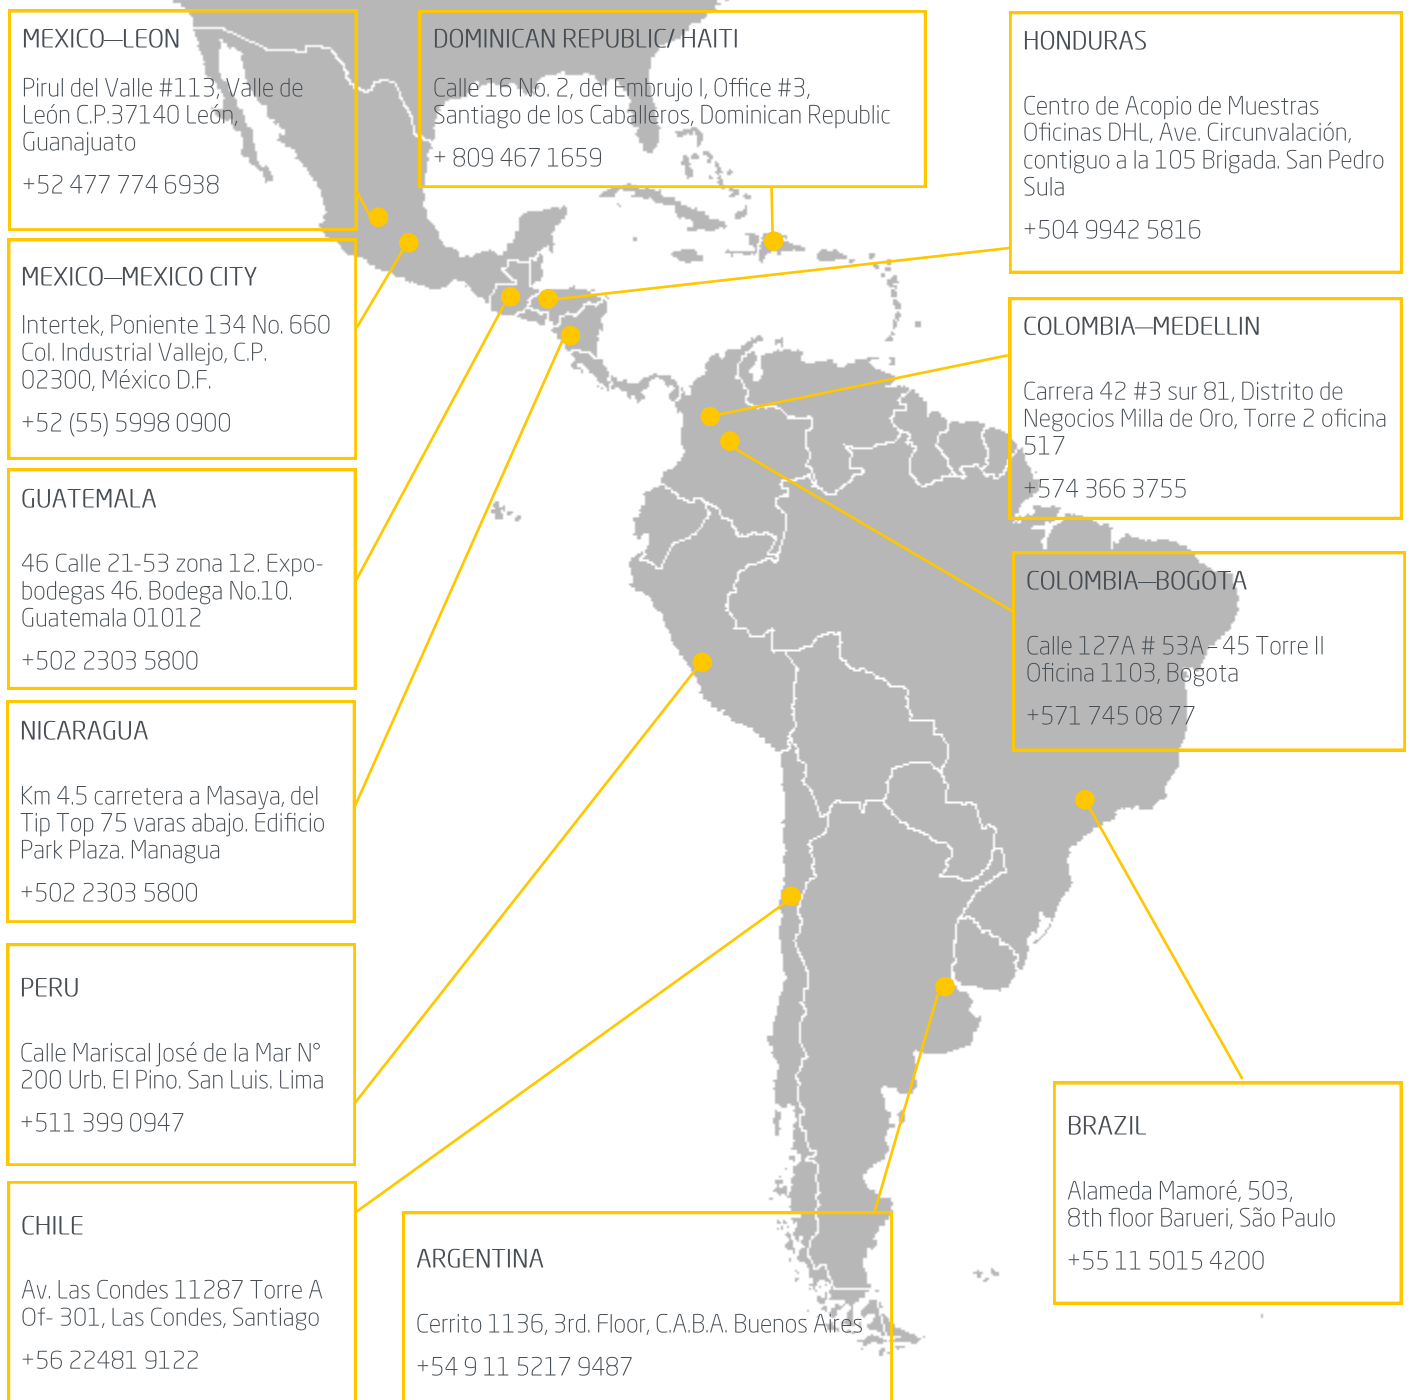 MEXICO—LEON
Pirul del Valle #113, Valle de
León C.P.37140 León,
Guanajuato
+52 477 774 6938
DOMINICAN REPUBLIC/ HAITI
Calle 16 No. 2, del Embrujo I, Office #3,
Santiago de los Caballeros, Dominican Republic
+ 809 467 1659
HONDURAS
Centro de Acopio de Muestras
Oficinas DHL, Ave. Circunvalación,
contiguo a la 105 Brigada. San Pedro
Sula
+504 9942 5816
MEXICO—MEXICO CITY
Intertek, Poniente 134 No. 660
Col. Industrial Vallejo, C.P.
02300, México D.F.
+52 (55) 5998 0900
COLOMBIA—MEDELLIN
Carrera 42 #3 sur 81, Distrito de
Negocios Milla de Oro, Torre 2 oficina
517
+574 366 3755
GUATEMALA
46 Calle 21-53 zona 12. Expo-
bodegas 46. Bodega No.10.
Guatemala 01012
+502 2303 5800
COLOMBIA—BOGOTA
Calle 127A # 53A – 45 Torre II
Oficina 1103, Bogota
+571 745 08 77
NICARAGUA
Km 4.5 carretera a Masaya, del
Tip Top 75 varas abajo. Edificio
Park Plaza. Managua
+502 2303 5800
PERU
Calle Mariscal José de la Mar N°
200 Urb. El Pino. San Luis. Lima
+511 399 0947
BRAZIL
Alameda Mamoré, 503,
8th floor Barueri, São Paulo
+55 11 5015 4200
CHILE
Av. Las Condes 11287 Torre A
Of- 301, Las Condes, Santiago
+56 22481 9122
ARGENTINA
Cerrito 1136, 3rd. Floor, C.A.B.A. Buenos Aires
+54 9 11 5217 9487